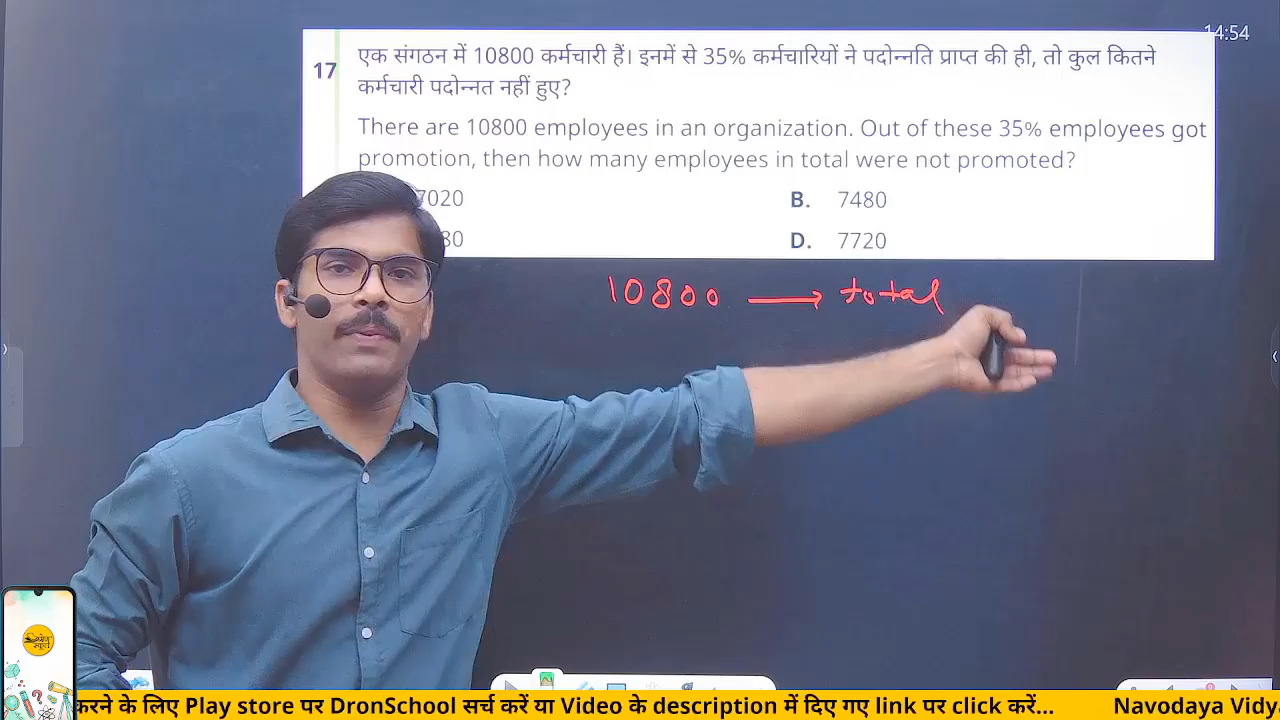 14:54
17
एक संगठन में 10800 कर्मचारी हैं। इनमें से 35% कर्मचारियों ने पदोन्नति प्राप्त की ही, तो कुल कितने
कर्मचारी पदोन्नत नहीं हुए?
There are 10800 employees in an organization. Out of these 35% employees got
promotion, then how many employees in total were not promoted?
7020
B. 7480
80
D. 7720
10800 → total
करने के लिए Play store पर DronSchool सर्च करें या Video के description में दिए गए link पर click करें... Navodaya Vidy